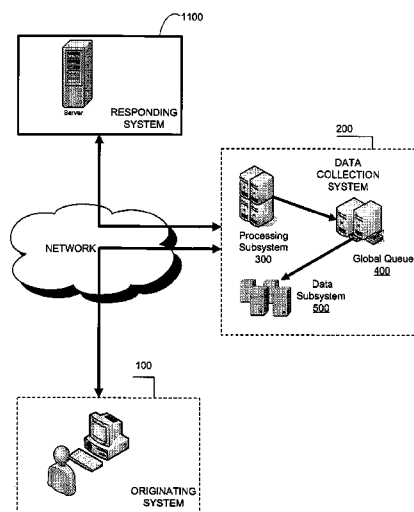 1100
Server
RESPONDING
SYSTEM
200
DATA
COLLECTION
SYSTEM
NETWORK
Processing
Subsystem
300
Global Queue
400
Data
Subsystem
500
100
ORIGINATING
SYSTEM